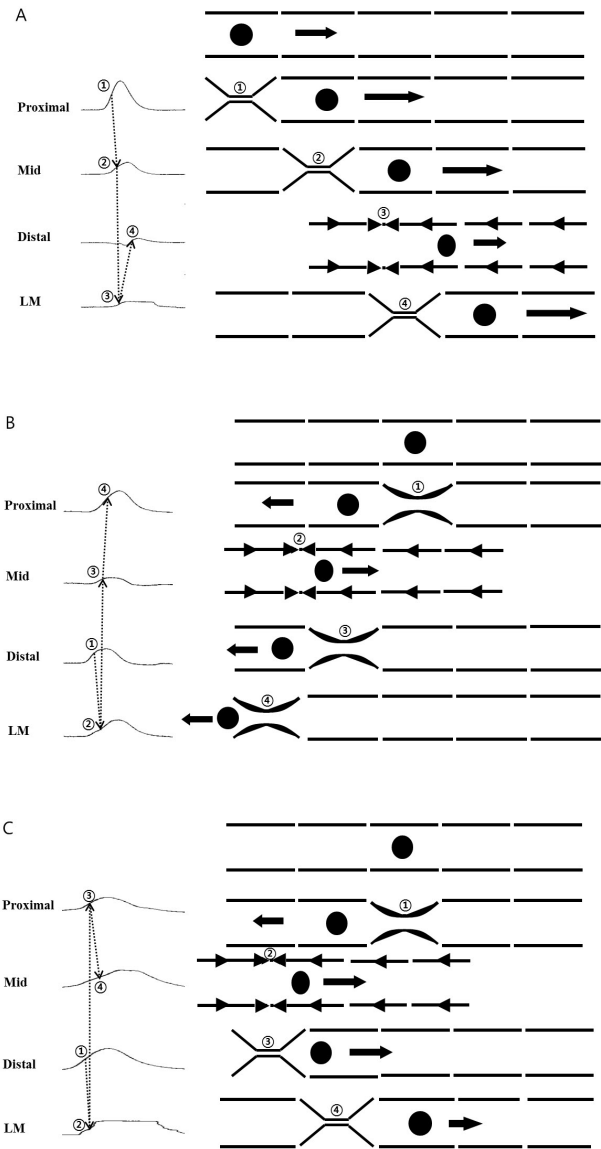 A
①
①
Proximal
②
②
Mid
③
④
Distal
③
④
LM
B
④
①
Proximal
③
②
Mid
①
③
Distal
②
④
LM
C
③
①
Proximal
②
④
Mid
①
③
Distal
②
④
LM